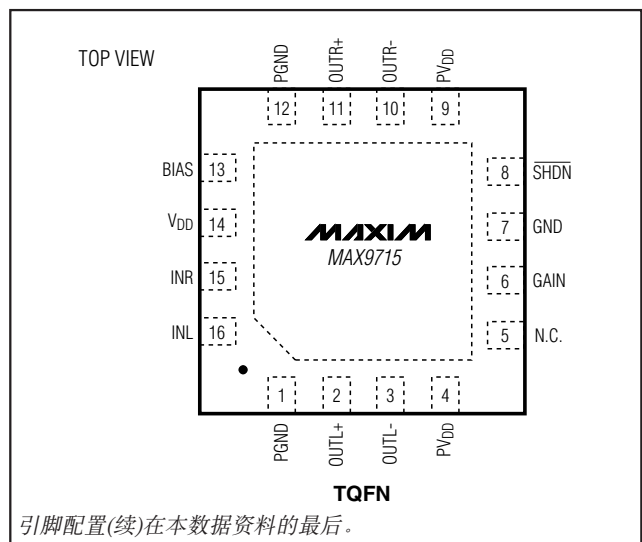 TOP VIEW
PGND
OUTR+
OUTR-
PVDD
12
11
10
9
BIAS 13
8 SHDN
VDD 14
7 GND
MAXIM
MAX9715
INR 15
6 GAIN
INL 16
5 N.C.
1
2
3
4
PGND
OUTL+
OUTL-
PVDD
TQFN
引脚配置(续)在本数据资料的最后。